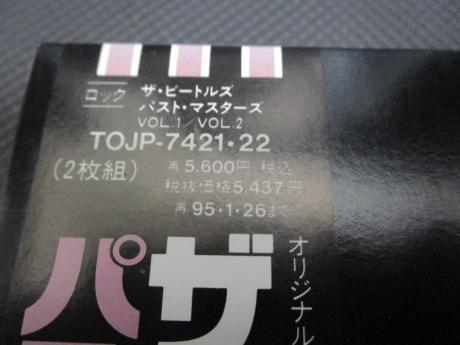 ロック
ザ・ビートルズ
パスト・マスターズ
VOL.1/VOL.2
TOJP-7421・22
(2枚組)
再5.600円 税込
税抜価格5.437円
再95・1・26まで
パ
ザ
オリジナル